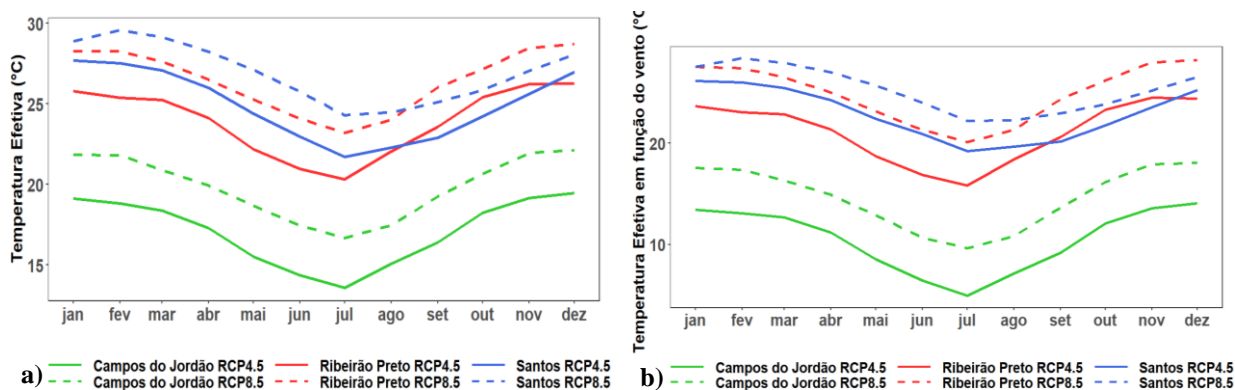 Temperatura Efetiva (°C)
30
25
20
15
jan fev mar abr mai jun jul ago set out nov dez
a)
Campos do Jordão RCP4.5 Ribeirão Preto RCP4.5 Santos RCP4.5
Campos do Jordão RCP8.5 Ribeirão Preto RCP8.5 Santos RCP8.5
Temperatura Efetiva em função do vento (°C
20
10
jan fev mar abr mai jun jul ago set out nov dez
b)
Campos do Jordão RCP4.5 Ribeirão Preto RCP4.5 Santos RCP4.5
Campos do Jordão RCP8.5 Ribeirão Preto RCP8.5 Santos RCP8.5